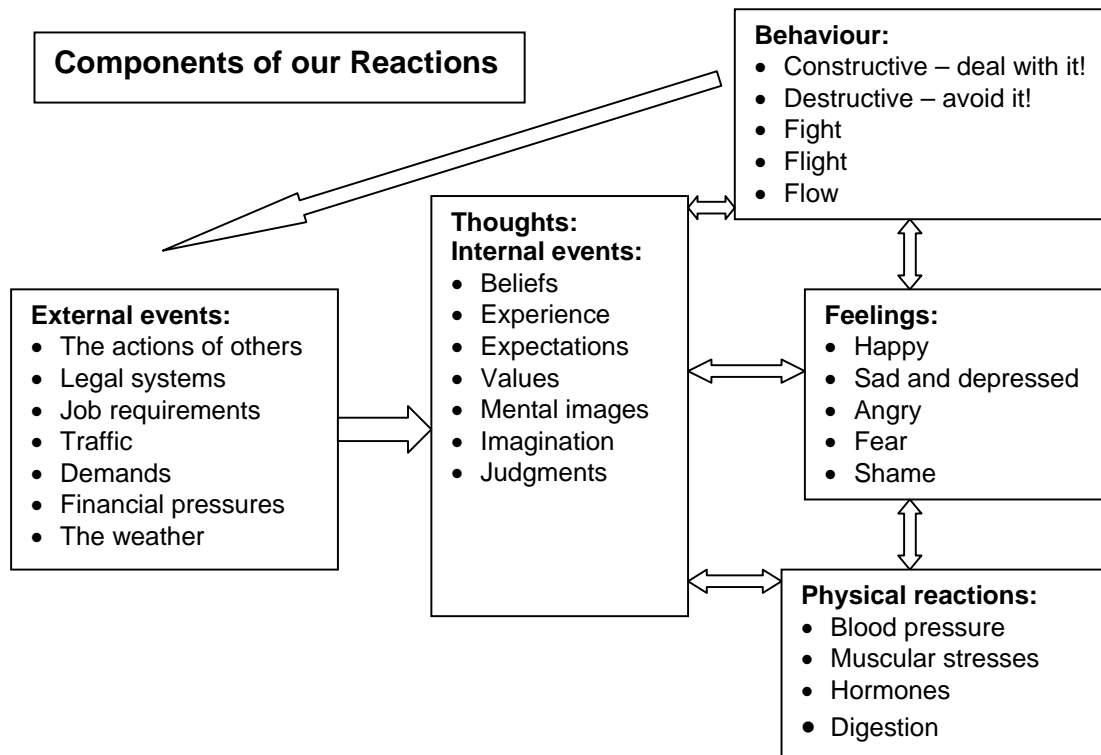 Components of our Reactions
Behaviour:
• Constructive – deal with it!
• Destructive – avoid it!
• Fight
• Flight
• Flow
External events:
• The actions of others
• Legal systems
• Job requirements
• Traffic
• Demands
• Financial pressures
• The weather
Thoughts:
Internal events:
• Beliefs
• Experience
• Expectations
• Values
• Mental images
• Imagination
• Judgments
Feelings:
• Happy
• Sad and depressed
• Angry
• Fear
• Shame
Physical reactions:
• Blood pressure
• Muscular stresses
• Hormones
• Digestion